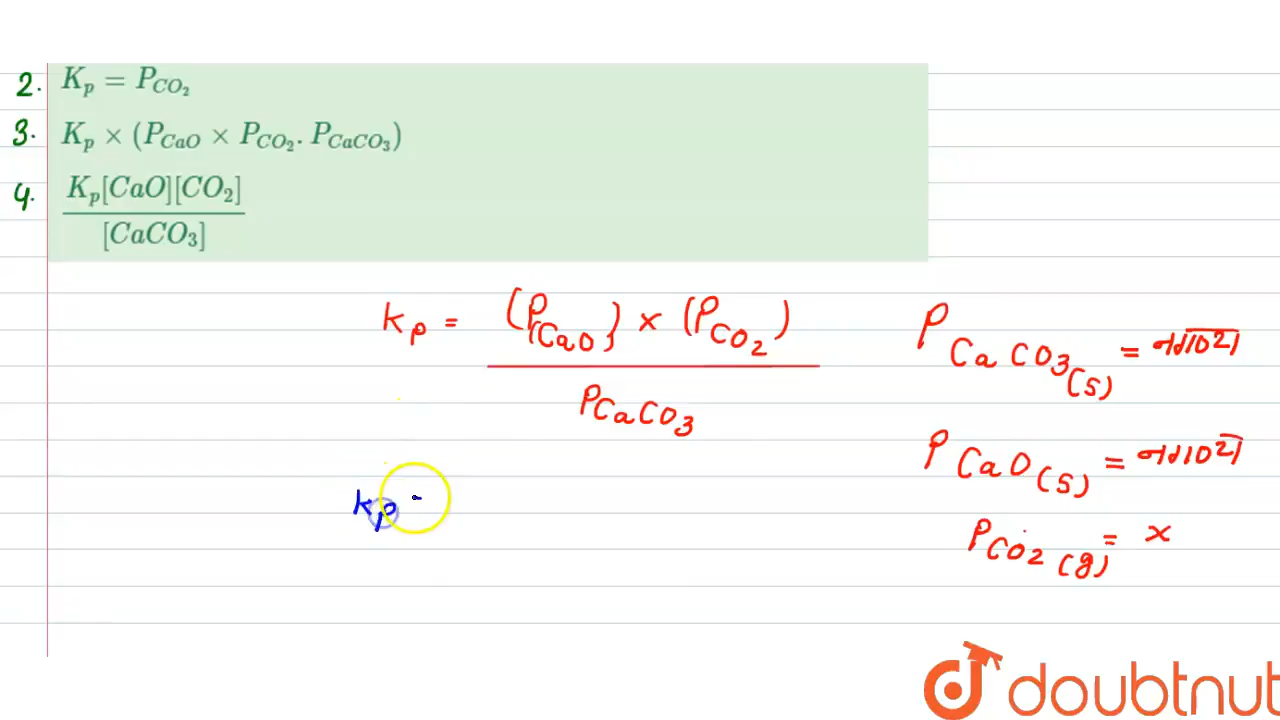 2. K_p = P_{CO_2}
3. K_p × (P_{CaO} × P_{CO_2}. P_{CaCO_3})
4. K_p[CaO][CO_2]
[CaCO_3]
k_p = (P_{(CaO}) × (P_{CO_2})
P_{CaCO_3}
P_{CaCO_3(s)} =
P_{CaO(s)} =
P_{CO_2(g)} = x
k_p -
doubtnut